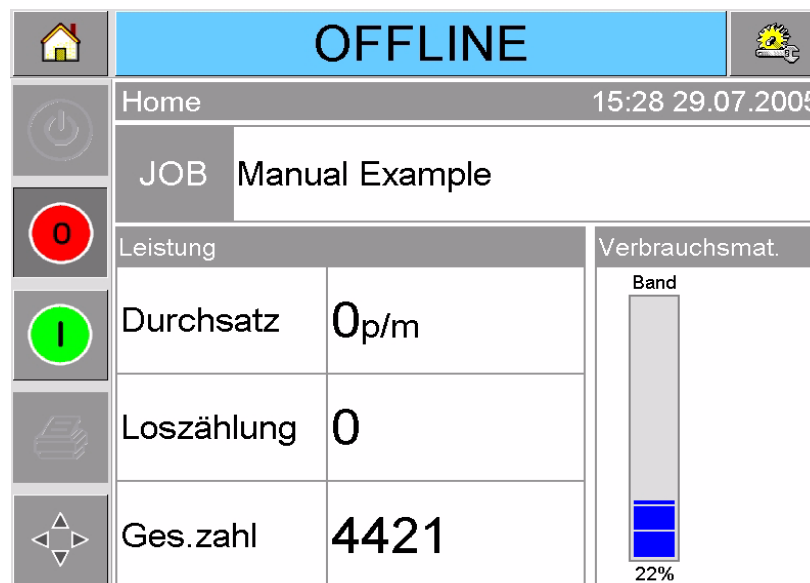 OFFLINE
Home 15:28 29.07.2005
JOB Manual Example
0
Leistung
Verbrauchsmat.
Band
I
Durchsatz 0p/m
Loszählung 0
Ges.zahl 4421
22%